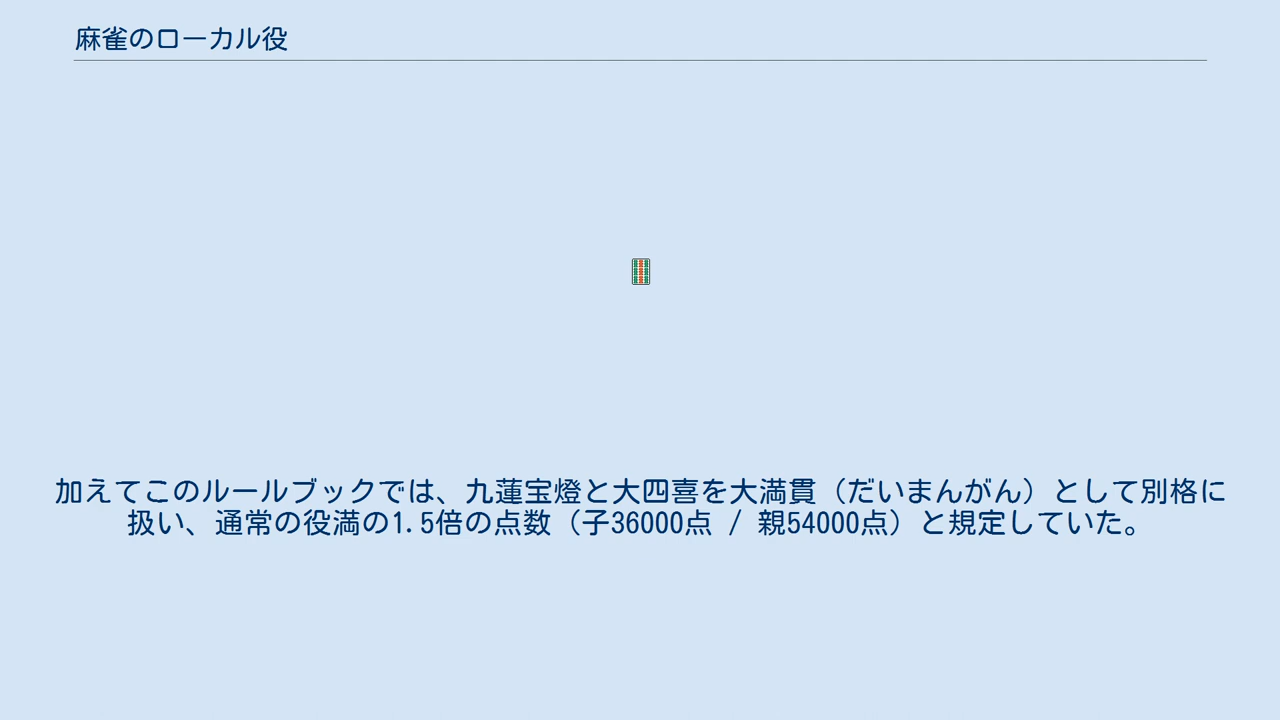 麻雀のローカル役
加えてこのルールブックでは、九蓮宝燈と大四喜を大満貫（だいまんがん）として別格に
扱い、通常の役満の1.5倍の点数（子36000点 / 親54000点）と規定していた。